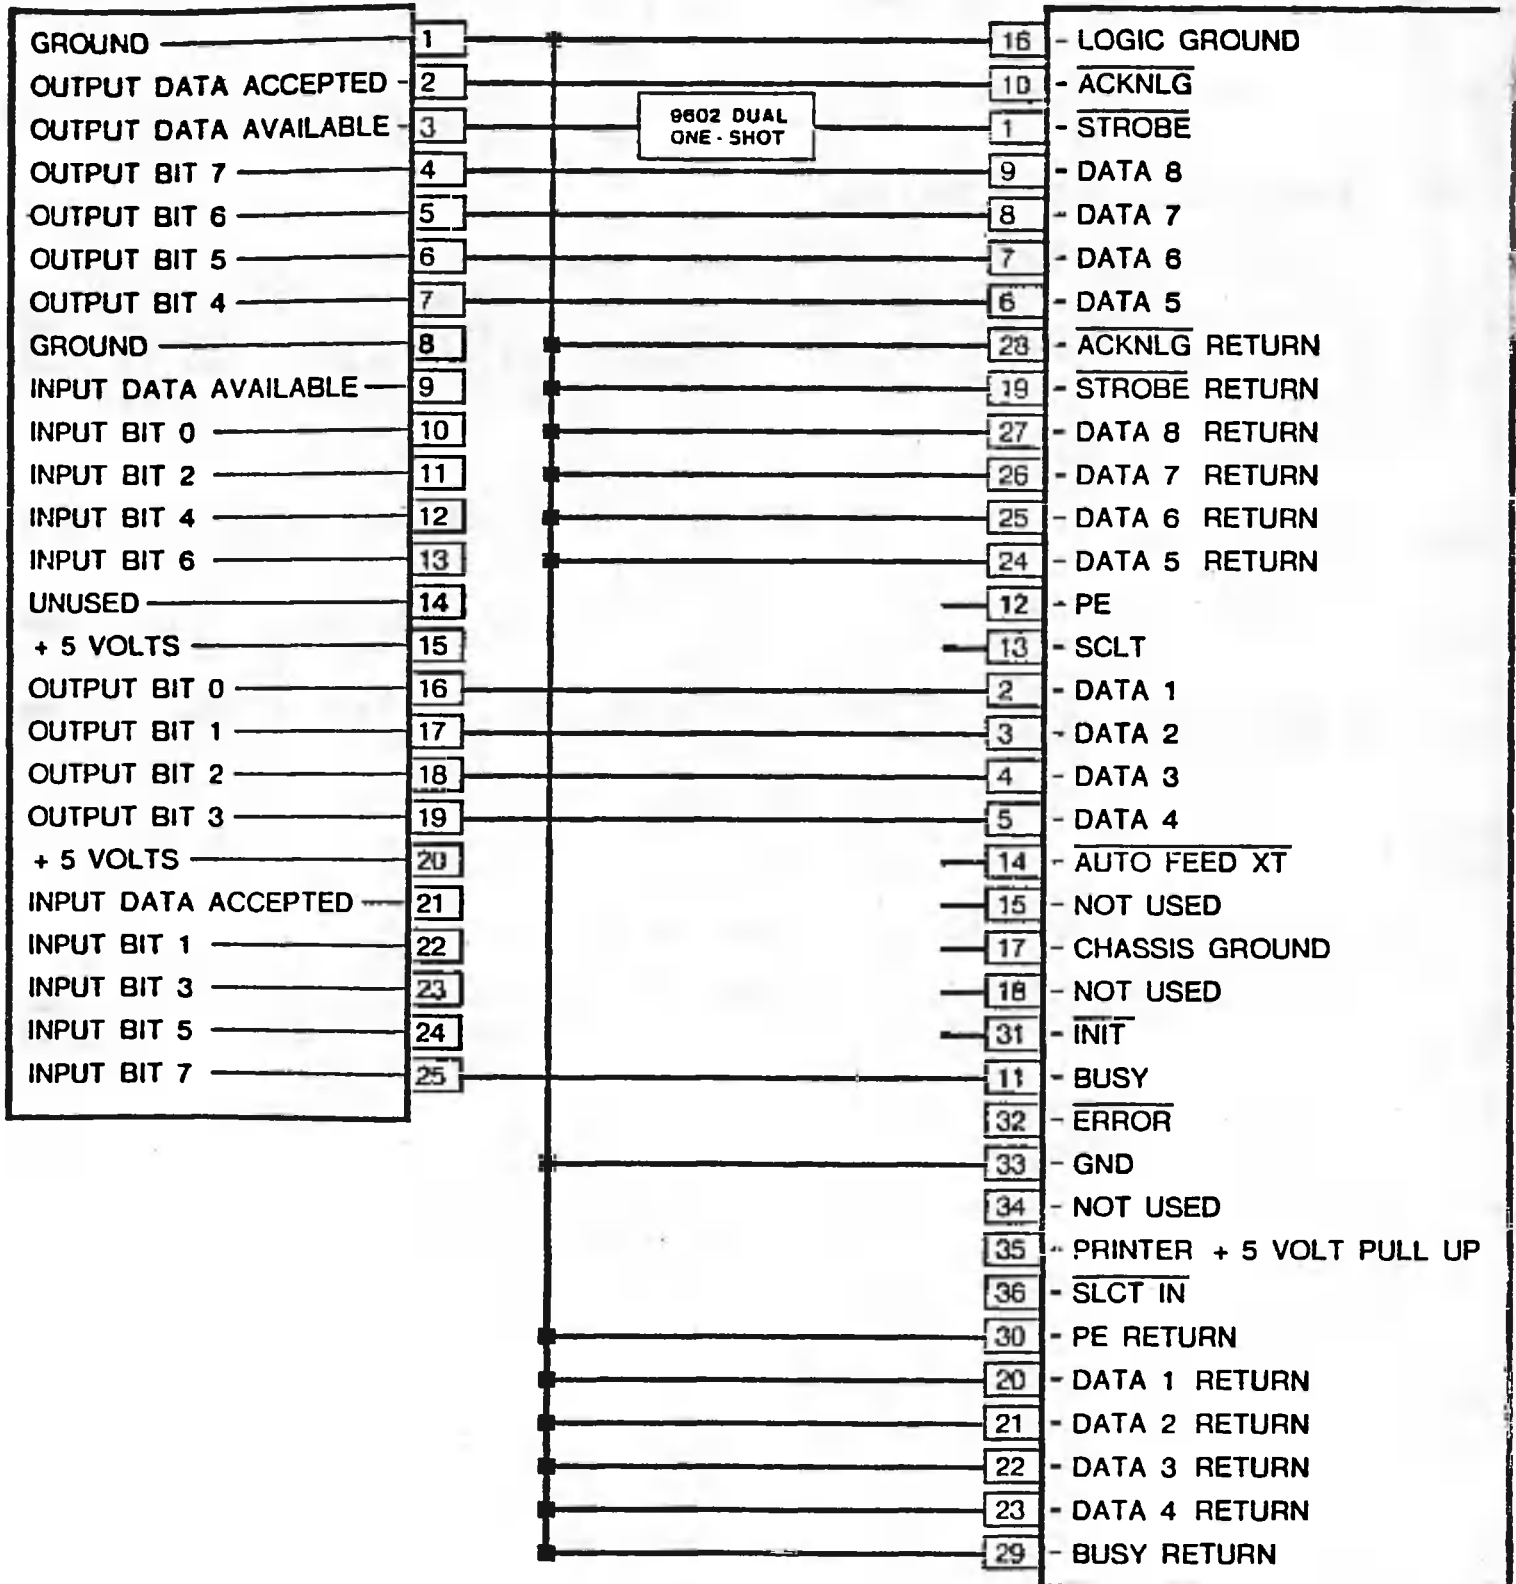 GROUND 1 16 - LOGIC GROUND
OUTPUT DATA ACCEPTED - 2 10 - ACKNLG
OUTPUT DATA AVAILABLE - 3 9602 DUAL ONE - SHOT 1 - STROBE
OUTPUT BIT 7 4 9 - DATA 8
OUTPUT BIT 6 5 8 - DATA 7
OUTPUT BIT 5 6 7 - DATA 6
OUTPUT BIT 4 7 6 - DATA 5
GROUND 8 28 - ACKNLG RETURN
INPUT DATA AVAILABLE 9 19 - STROBE RETURN
INPUT BIT 0 10 27 - DATA 8 RETURN
INPUT BIT 2 11 26 - DATA 7 RETURN
INPUT BIT 4 12 25 - DATA 6 RETURN
INPUT BIT 6 13 24 - DATA 5 RETURN
UNUSED 14 12 - PE
+ 5 VOLTS 15 13 - SCLT
OUTPUT BIT 0 16 2 - DATA 1
OUTPUT BIT 1 17 3 - DATA 2
OUTPUT BIT 2 18 4 - DATA 3
OUTPUT BIT 3 19 5 - DATA 4
+ 5 VOLTS 20 14 - AUTO FEED XT
INPUT DATA ACCEPTED 21 15 - NOT USED
INPUT BIT 1 22 17 - CHASSIS GROUND
INPUT BIT 3 23 18 - NOT USED
INPUT BIT 5 24 31 - INIT
INPUT BIT 7 25 11 - BUSY
32 - ERROR
33 - GND
34 - NOT USED
35 - PRINTER + 5 VOLT PULL UP
36 - SLCT IN
30 - PE RETURN
20 - DATA 1 RETURN
21 - DATA 2 RETURN
22 - DATA 3 RETURN
23 - DATA 4 RETURN
29 - BUSY RETURN